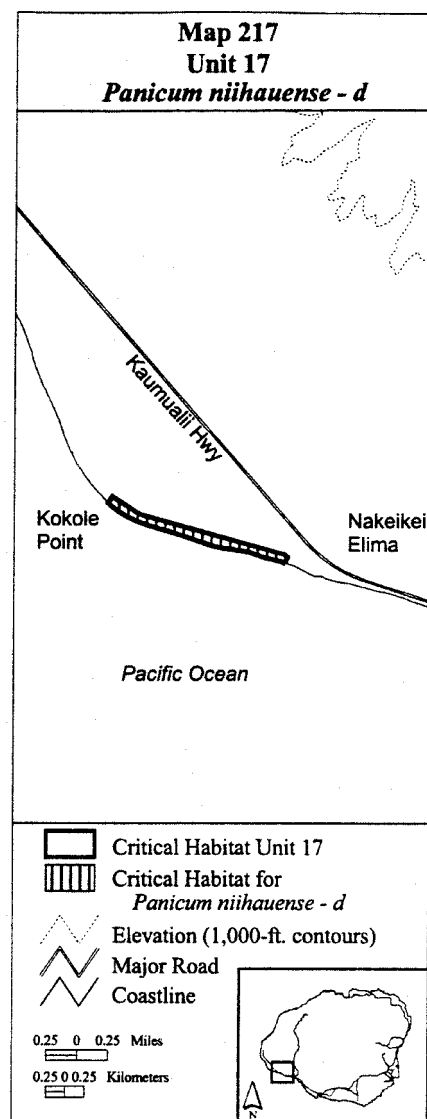 Map 217
Unit 17
Panicum niihauense - d
Kaumualii Hwy
Kokole
Point
Nakeikei
Elima
Pacific Ocean
Critical Habitat Unit 17
Critical Habitat for
Panicum niihauense - d
Elevation (1,000-ft. contours)
Major Road
Coastline
0.25 0 0.25 Miles
0.25 0 0.25 Kilometers
N